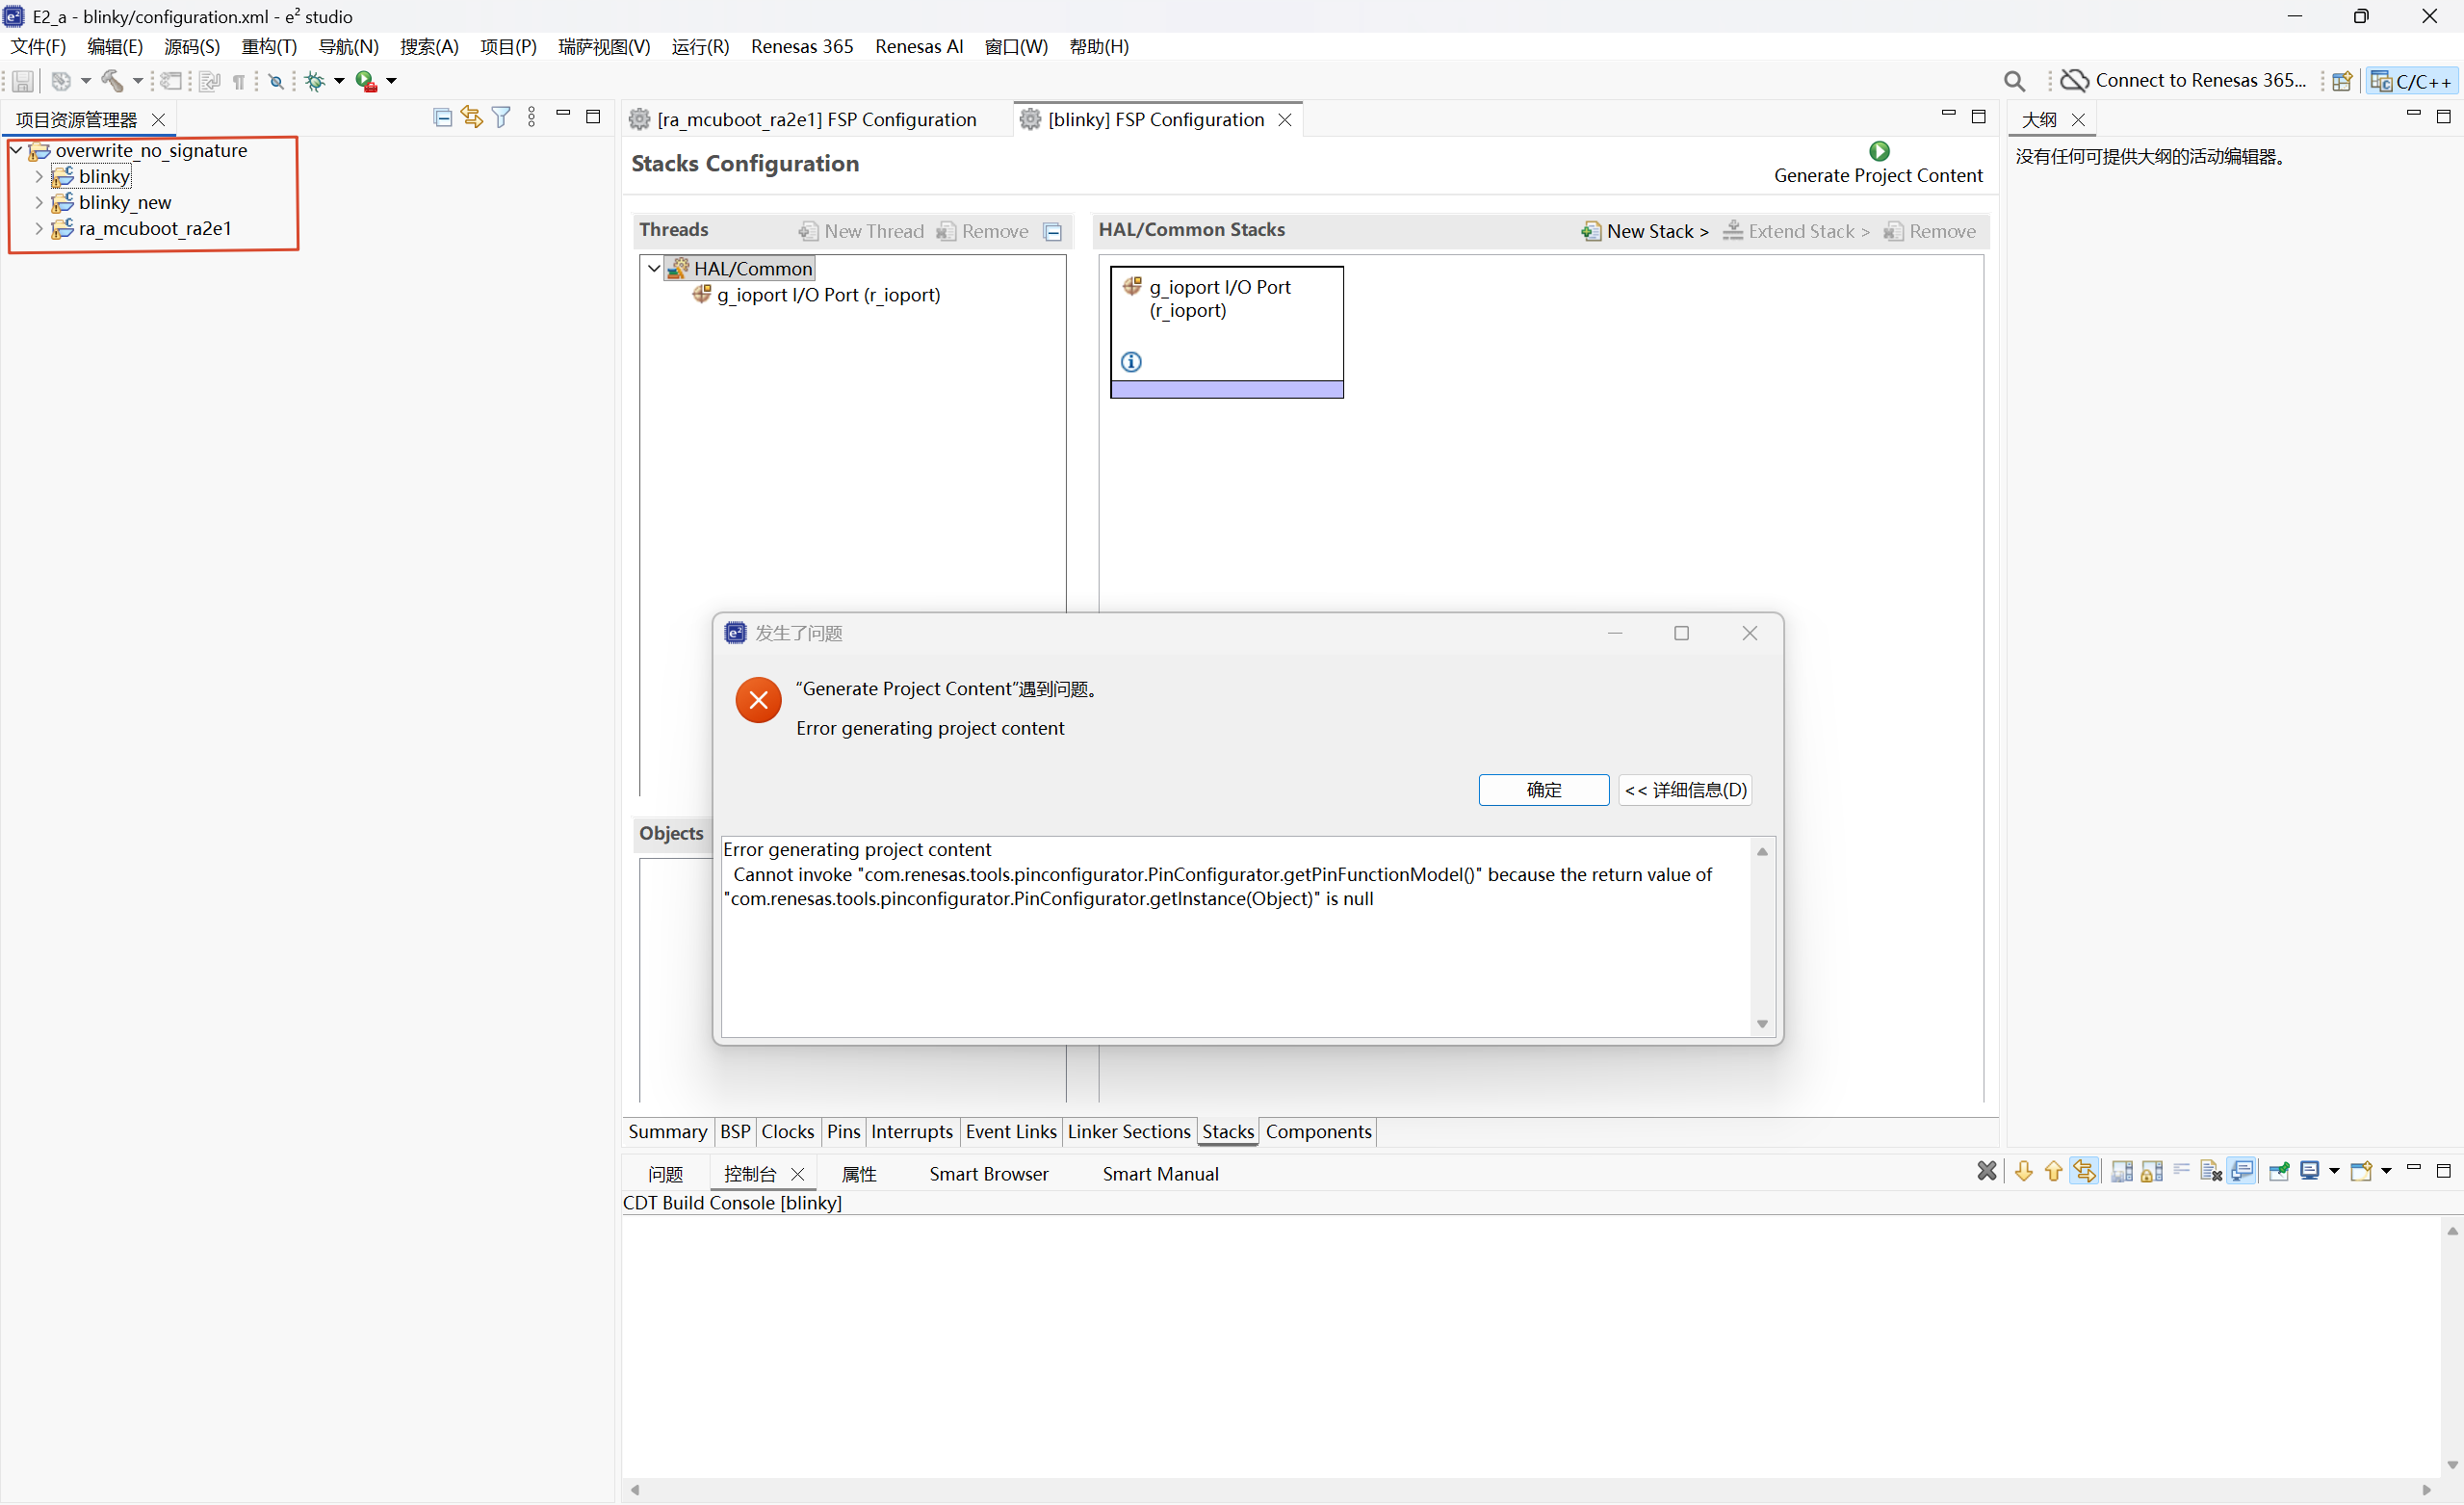 E2_a - blinky/configuration.xml - e² studio
文件(F) 编辑(E) 源码(S) 重构(T) 导航(N) 搜索(A) 项目(P) 瑞萨视图(V) 运行(R) Renesas 365 Renesas AI 窗口(W) 帮助(H)
Connect to Renesas 365... C/C++
项目资源管理器
overwrite_no_signature
blinky
blinky_new
ra_mcuboot_ra2e1
[ra_mcuboot_ra2e1] FSP Configuration [blinky] FSP Configuration
Stacks Configuration
Generate Project Content
Threads New Thread Remove
HAL/Common
g_ioport I/O Port (r_ioport)
HAL/Common Stacks New Stack > Extend Stack > Remove
g_ioport I/O Port
(r_ioport)
发生了问题
"Generate Project Content"遇到问题。
Error generating project content
确定 << 详细信息(D)
Error generating project content
Cannot invoke "com.renesas.tools.pinconfigurator.PinConfigurator.getPinFunctionModel()" because the return value of
"com.renesas.tools.pinconfigurator.PinConfigurator.getInstance(Object)" is null
Objects
Summary BSP Clocks Pins Interrupts Event Links Linker Sections Stacks Components
问题 控制台 属性 Smart Browser Smart Manual
CDT Build Console [blinky]
大纲
没有任何可提供大纲的活动编辑器。